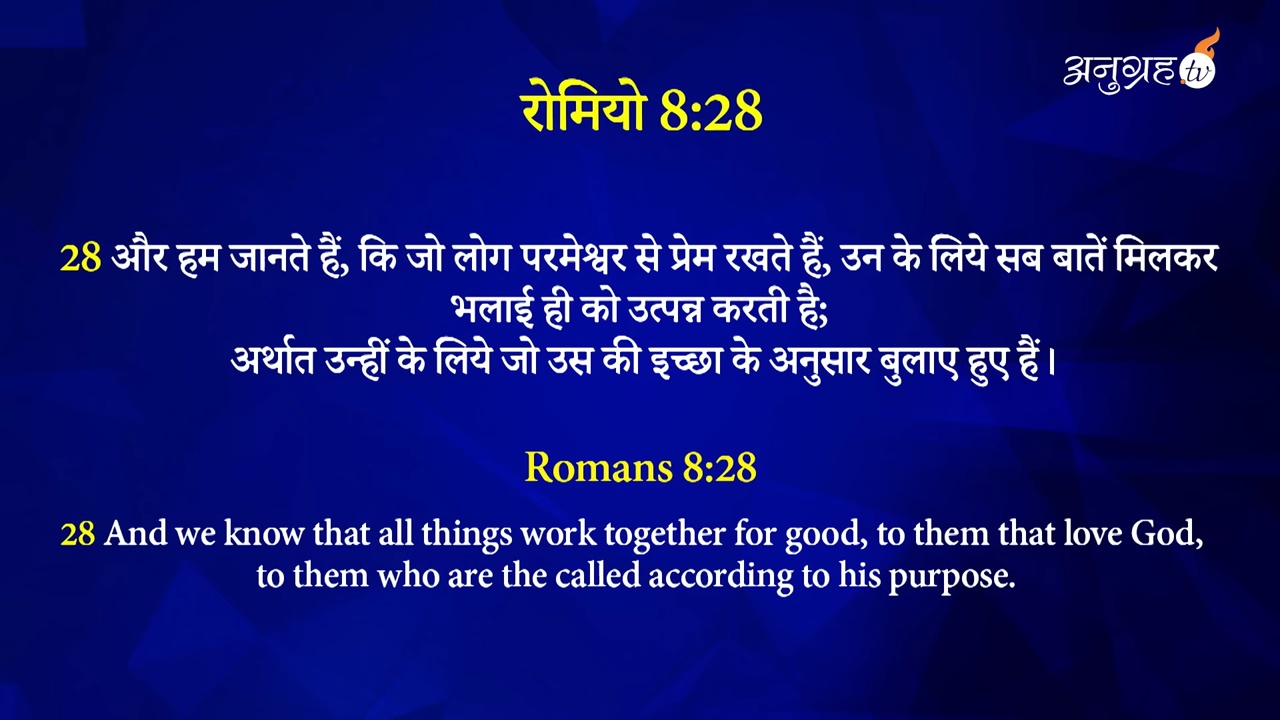 अनुग्रह.tv
रोमियो 8:28
28 और हम जानते हैं, कि जो लोग परमेश्वर से प्रेम रखते हैं, उन के लिये सब बातें मिलकर
भलाई ही को उत्पन्न करती है;
अर्थात उन्हीं के लिये जो उस की इच्छा के अनुसार बुलाए हुए हैं।
Romans 8:28
28 And we know that all things work together for good, to them that love God,
to them who are the called according to his purpose.